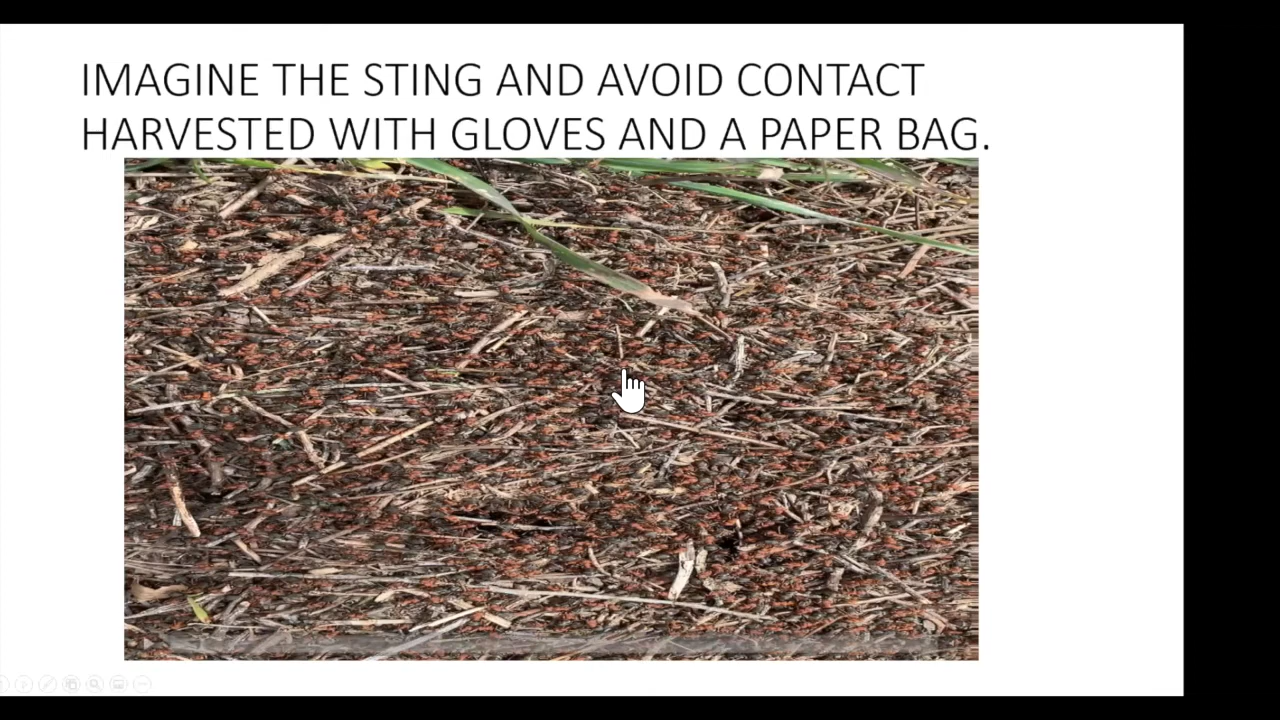 IMAGINE THE STING AND AVOID CONTACT
HARVESTED WITH GLOVES AND A PAPER BAG.